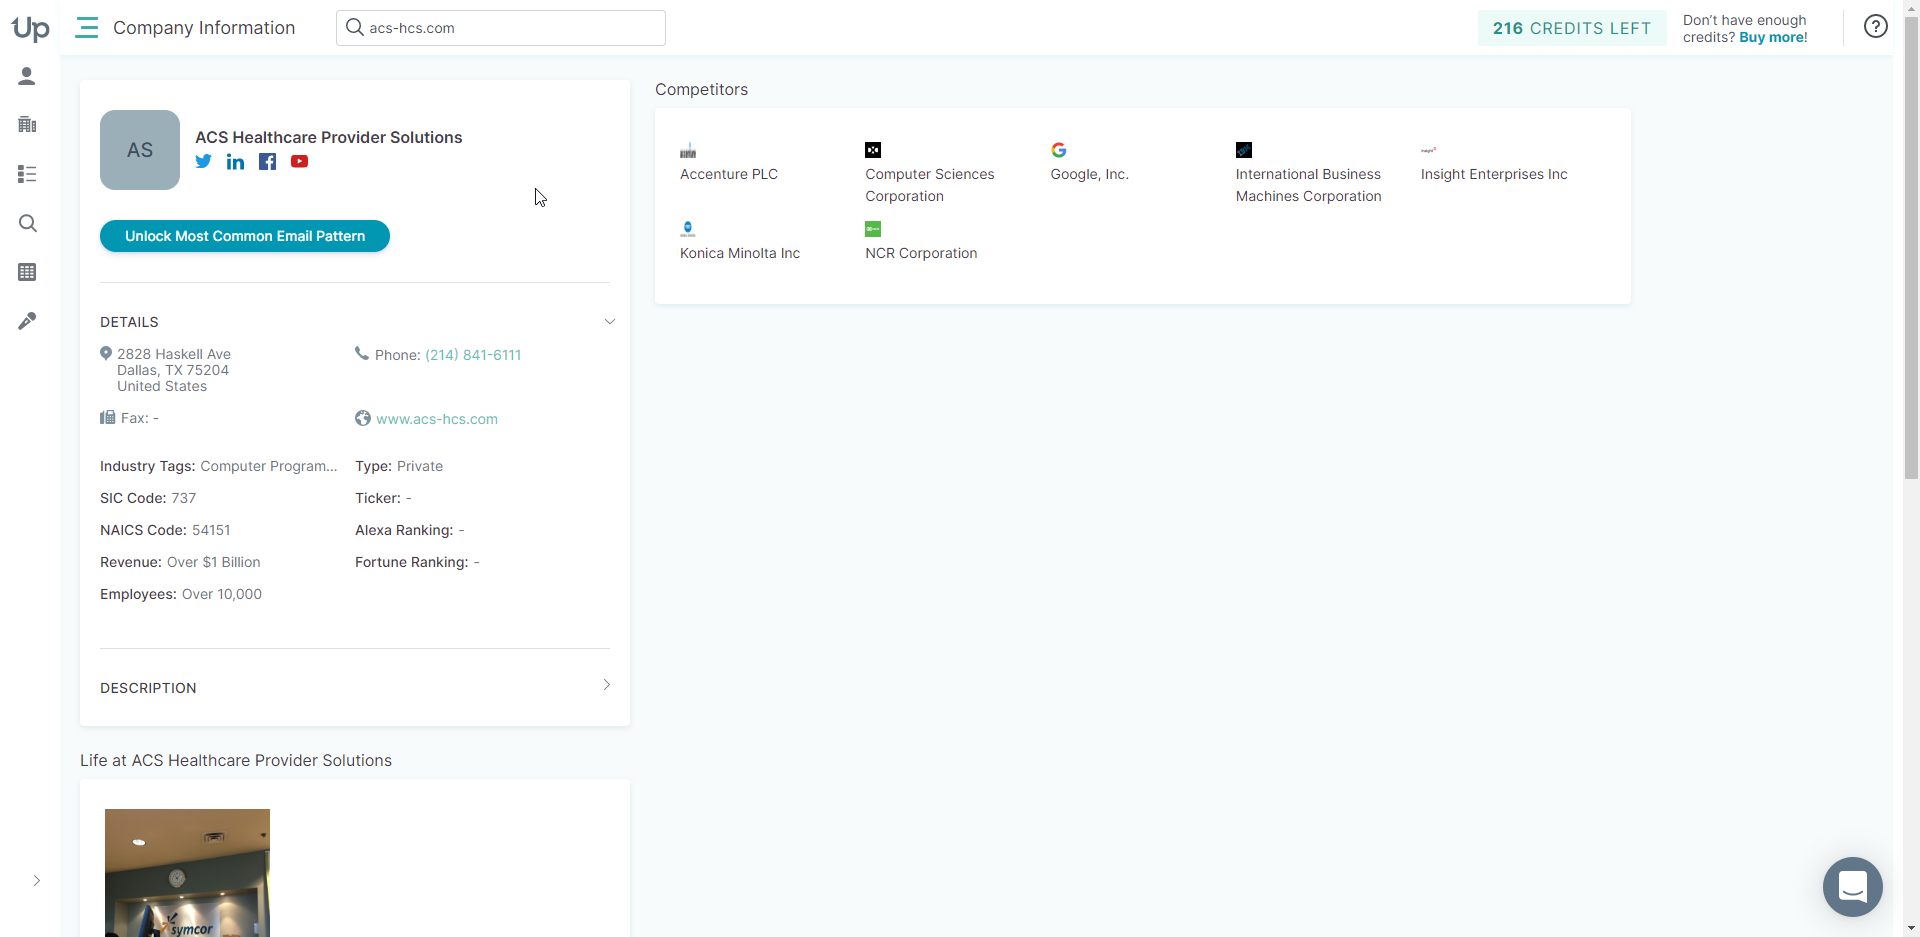 Up
Company Information
acs-hcs.com
216 CREDITS LEFT
Don't have enough
credits? Buy more!
AS
ACS Healthcare Provider Solutions
Unlock Most Common Email Pattern
DETAILS
2828 Haskell Ave
Dallas, TX 75204
United States
Phone: (214) 841-6111
Fax: -
www.acs-hcs.com
Industry Tags: Computer Program...
Type: Private
SIC Code: 737
Ticker: -
NAICS Code: 54151
Alexa Ranking: -
Revenue: Over $1 Billion
Fortune Ranking: -
Employees: Over 10,000
DESCRIPTION
Life at ACS Healthcare Provider Solutions
symcor
Competitors
Accenture PLC
Computer Sciences
Corporation
Google, Inc.
International Business
Machines Corporation
Insight Enterprises Inc
Konica Minolta Inc
NCR Corporation